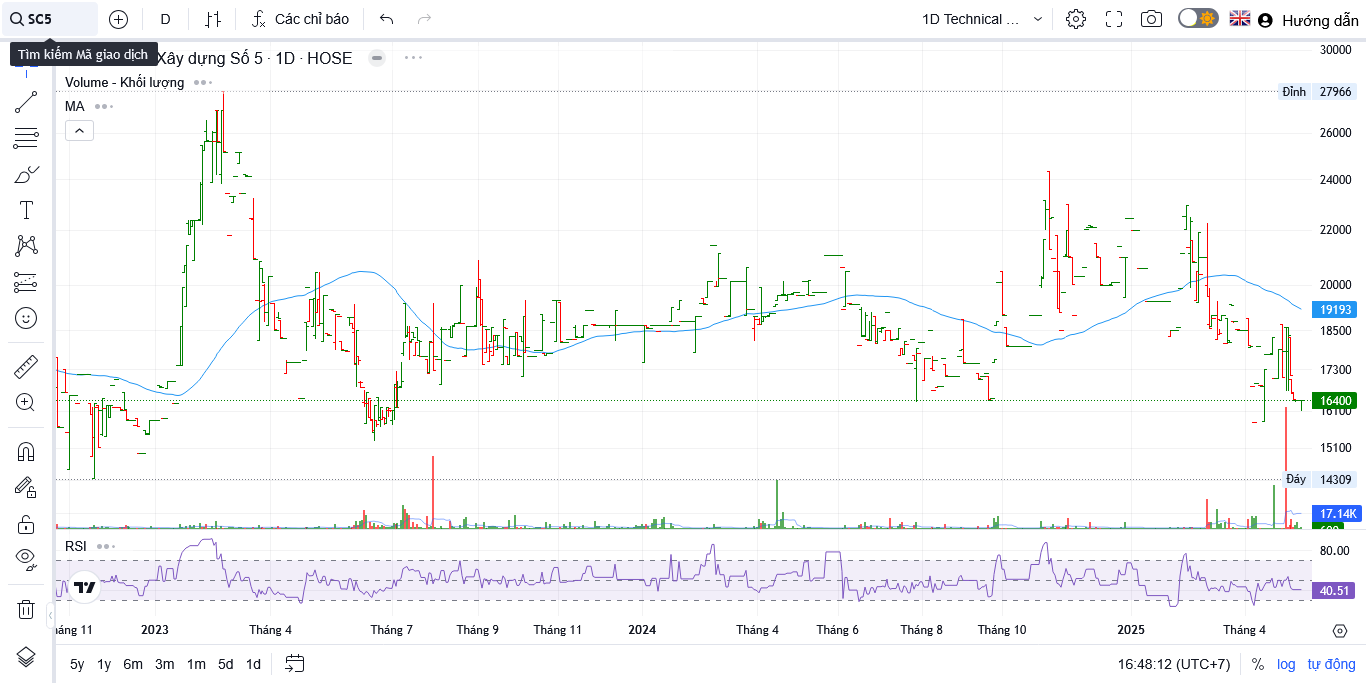 SC5 D Các chỉ báo 1D Technical ... Hướng dẫn
Tìm kiếm Mã giao dịch
Xây dựng Số 5 · 1D · HOSE
Volume - Khối lượng
MA
30000
Đỉnh 27966
26000
24000
22000
20000
19193
18500
17300
16400
16100
15100
Đáy 14309
17.14K
RSI
80.00
40.51
háng 11 2023 Tháng 4 Tháng 7 Tháng 9 Tháng 11 2024 Tháng 4 Tháng 6 Tháng 8 Tháng 10 2025 Tháng 4
5y 1y 6m 3m 1m 5d 1d 16:48:12 (UTC+7) % log tự động